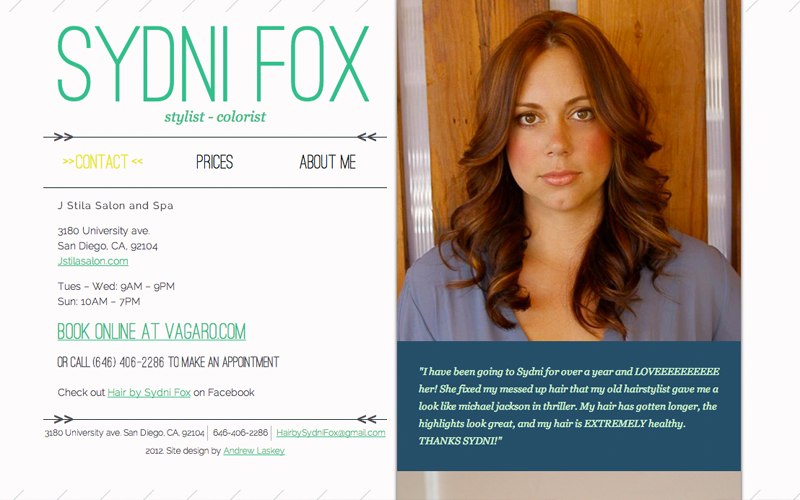 SYDNI FOX
stylist - colorist
>>CONTACT<< PRICES ABOUT ME
J Stila Salon and Spa
3180 University ave.
San Diego, CA, 92104
Jstilasalon.com
Tues – Wed: 9AM – 9PM
Sun: 10AM – 7PM
BOOK ONLINE AT VAGARO.COM
OR CALL (646) 406-2286 TO MAKE AN APPOINTMENT
Check out Hair by Sydni Fox on Facebook
3180 University ave. San Diego, CA, 92104 | 646-406-2286 | HairbySydniFox@gmail.com
2012. Site design by Andrew Laskey
"I have been going to Sydni for over a year and LOVEEEEEEEEEE
her! She fixed my messed up hair that my old hairstylist gave me a
look like michael jackson in thriller. My hair has gotten longer, the
highlights look great, and my hair is EXTREMELY healthy.
THANKS SYDNI!"